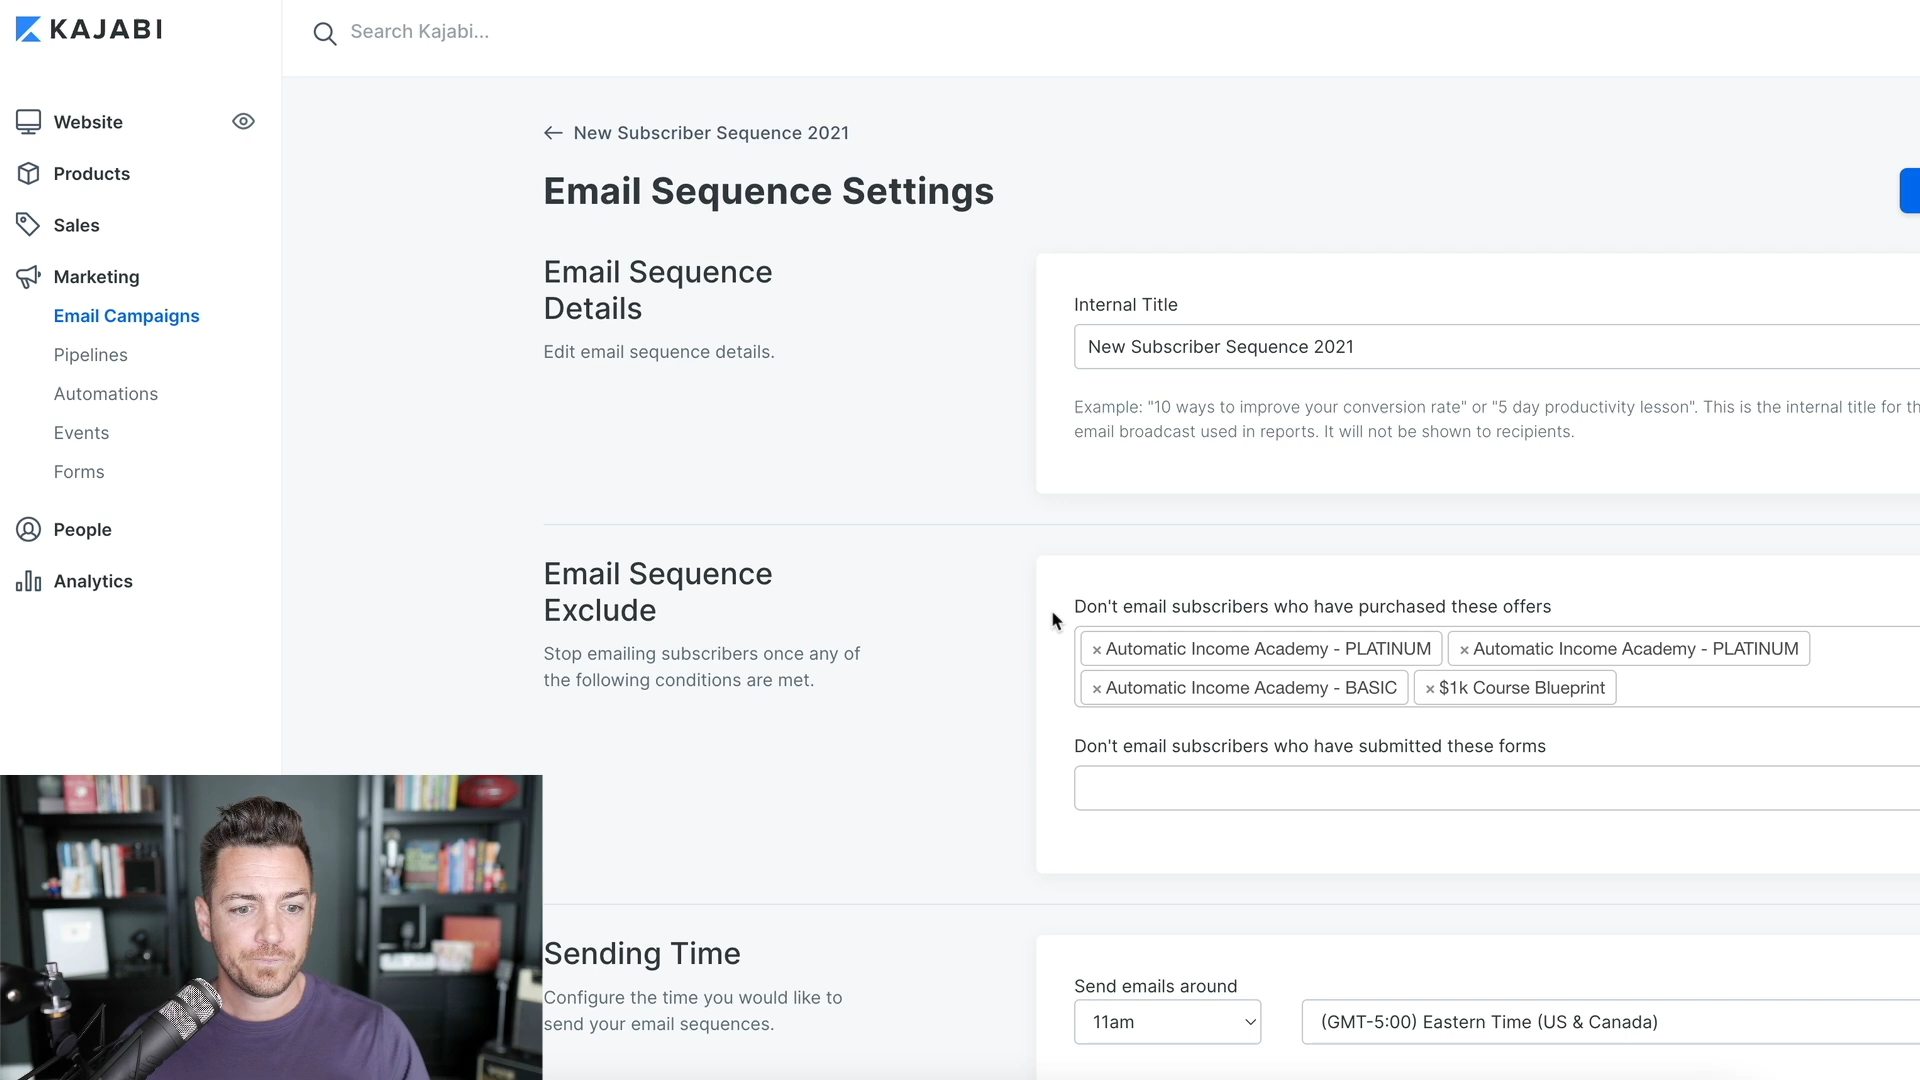 KAJABI
Search Kajabi...
Website
Products
Sales
Marketing
Email Campaigns
Pipelines
Automations
Events
Forms
People
Analytics
New Subscriber Sequence 2021
Email Sequence Settings
Email Sequence
Details
Edit email sequence details.
Internal Title
New Subscriber Sequence 2021
Example: "10 ways to improve your conversion rate" or "5 day productivity lesson". This is the internal title for th
email broadcast used in reports. It will not be shown to recipients.
Email Sequence
Exclude
Stop emailing subscribers once any of
the following conditions are met.
Don't email subscribers who have purchased these offers
× Automatic Income Academy - PLATINUM × Automatic Income Academy - PLATINUM
× Automatic Income Academy - BASIC × $1k Course Blueprint
Don't email subscribers who have submitted these forms
Sending Time
Configure the time you would like to
send your email sequences.
Send emails around
11am (GMT-5:00) Eastern Time (US & Canada)